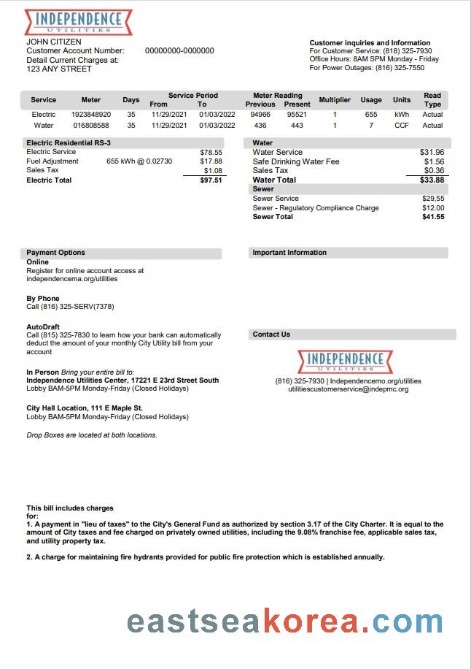 INDEPENDENCE
UTILITIES
JOHN CITIZEN
Customer Account Number: 00000000-0000000
Detail Current Charges at:
123 ANY STREET
Customer inquiries and Information
For Customer Service: (818) 325-7930
Office Hours: 8AM SPM Monday - Friday
For Power Outages: (816) 325-7550
Service Meter Days Service Period Meter Reading Multiplier Usage Units Read
From To Previous Present Type
Electric 1923848920 35 11/29/2021 01/03/2022 94966 95521 1 655 kWh Actual
Water 016808588 35 11/29/2021 01/03/2022 436 443 1 7 CCF Actual
Electric Residential RS-3
Electric Service $78.55
Fuel Adjustment 655 kWh @ 0.02730 $17.88
Sales Tax $1.08
Electric Total $97.51
Water
Water Service $31.96
Safe Drinking Water Fee $1.56
Sales Tax $0.36
Water Total $33.88
Sewer
Sewer Service $29,55
Sewer - Regulatory Compliance Charge $12.00
Sewer Total $41.55
Payment Options
Online
Register for online account access at
independencema.org/utilities
By Phone
Call (816) 325-SERV(7378)
AutoDraft
Call (815) 325-7830 to learn how your bank can automatically
deduct the amount of your monthly City Utility bill from your
account
In Person Bring your entire bill to:
Independence Utilities Center, 17221 E 23rd Street South
Lobby BAM-5PM Monday-Friday (Closed Holidays)
City Hall Location, 111 E Maple St.
Lobby BAM-5PM Monday-Friday (Closed Holidays)
Drop Boxes are located at both locations.
Important Information
Contact Us
INDEPENDENCE
UTILITIES
(816) 325-7930 | Independencemo.org/utilities
utilitiescustomerservice@indepmc.org
This bill includes charges
for:
1. A payment in "lieu of taxes" to the City's General Fund as authorized by section 3.17 of the City Charter. It is equal to the
amount of City taxes and fee charged on privately owned utilities, including the 9.08% franchise fee, applicable sales tax,
and utility property tax.
2. A charge for maintaining fire hydrants provided for public fire protection which is established annually.
eastseakorea.com